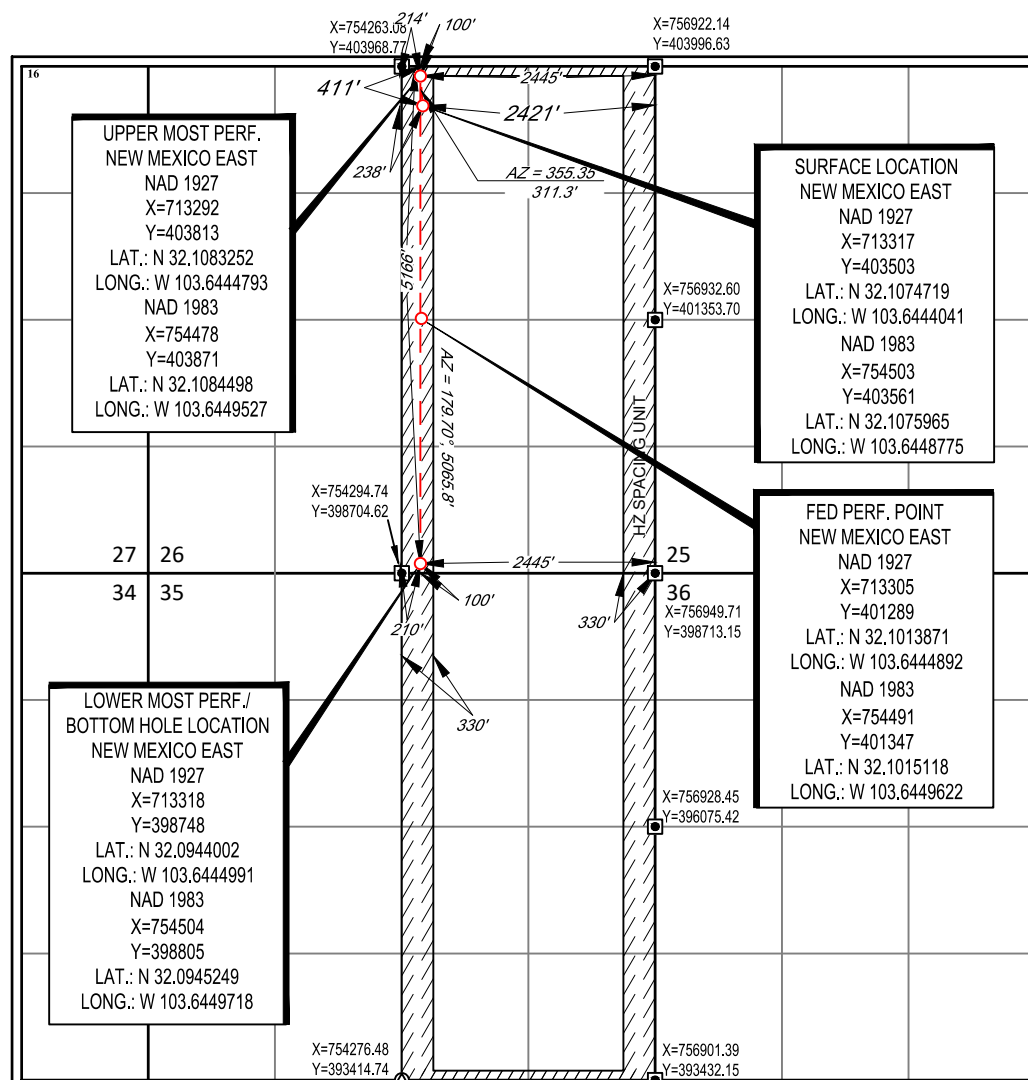 X=754263.08
Y=403968.77
214'
100'
X=756922.14
Y=403996.63
16
411'
2445'
2421'
238'
AZ = 355.35
311.3'
UPPER MOST PERF.
NEW MEXICO EAST
NAD 1927
X=713292
Y=403813
LAT.: N 32.1083252
LONG.: W 103.6444793
NAD 1983
X=754478
Y=403871
LAT.: N 32.1084498
LONG.: W 103.6449527
SURFACE LOCATION
NEW MEXICO EAST
NAD 1927
X=713317
Y=403503
LAT.: N 32.1074719
LONG.: W 103.6444041
NAD 1983
X=754503
Y=403561
LAT.: N 32.1075965
LONG.: W 103.6448775
5166'
X=756932.60
Y=401353.70
AZ = 179.70°, 5065.8'
HZ SPACING UNIT
X=754294.74
Y=398704.62
FED PERF. POINT
NEW MEXICO EAST
NAD 1927
X=713305
Y=401289
LAT.: N 32.1013871
LONG.: W 103.6444892
NAD 1983
X=754491
Y=401347
LAT.: N 32.1015118
LONG.: W 103.6449622
27 26
34 35
2445'
25
36
100'
210'
330'
X=756949.71
Y=398713.15
330'
LOWER MOST PERF./
BOTTOM HOLE LOCATION
NEW MEXICO EAST
NAD 1927
X=713318
Y=398748
LAT.: N 32.0944002
LONG.: W 103.6444991
NAD 1983
X=754504
Y=398805
LAT.: N 32.0945249
LONG.: W 103.6449718
X=756928.45
Y=396075.42
X=754276.48
Y=393414.74
X=756901.39
Y=393432.15